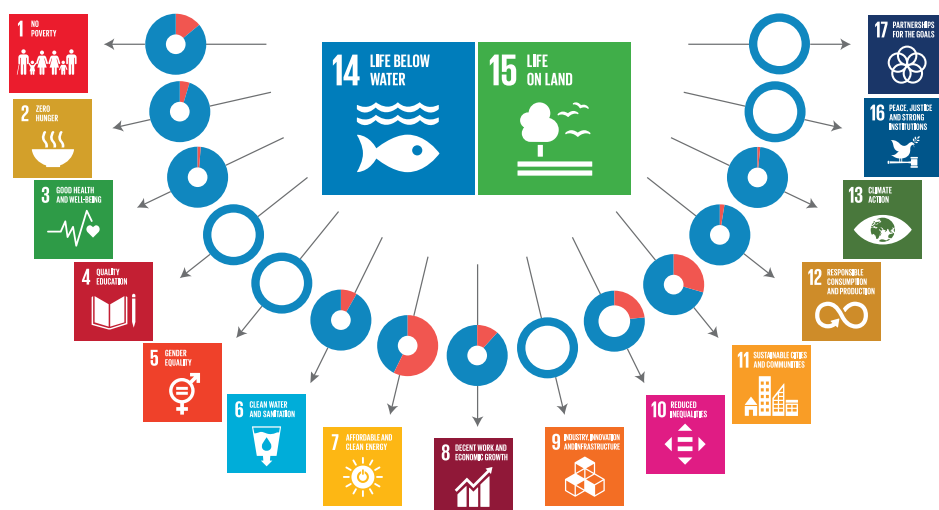 14 LIFE BELOW
WATER
15 LIFE
ON LAND
1 NO
POVERTY
2 ZERO
HUNGER
3 GOOD HEALTH
AND WELL-BEING
4 QUALITY
EDUCATION
5 GENDER
EQUALITY
6 CLEAN WATER
AND SANITATION
7 AFFORDABLE AND
CLEAN ENERGY
8 DECENT WORK AND
ECONOMIC GROWTH
9 INDUSTRY, INNOVATION
ANDINFRASTRUCTURE
10 REDUCED
INEQUALITIES
11 SUSTAINABLE CITIES
AND COMMUNITIES
12 RESPONSIBLE
CONSUMPTION
AND PRODUCTION
13 CLIMATE
ACTION
16 PEACE, JUSTICE
AND STRONG
INSTITUTIONS
17 PARTNERSHIPS
FOR THE GOALS